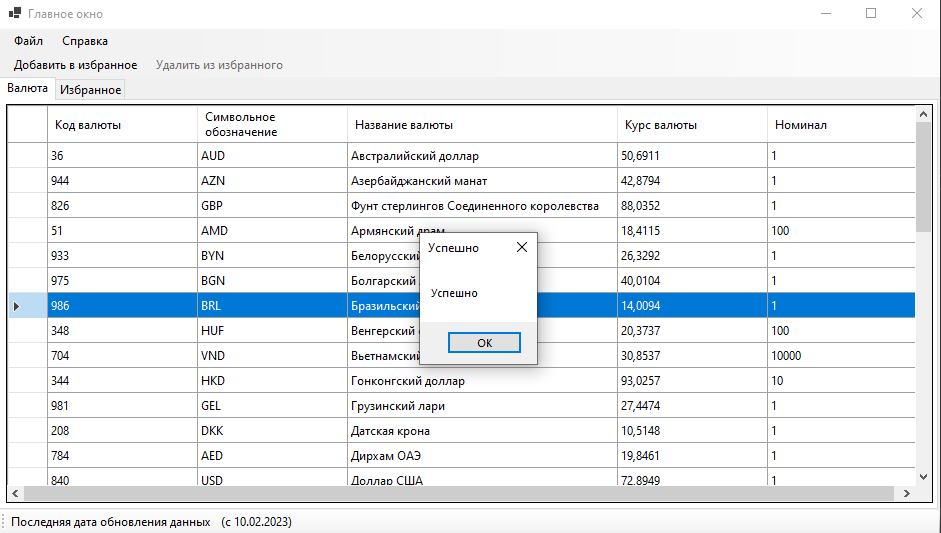 Главное окно
Файл Справка
Добавить в избранное Удалить из избранного
Валюта Избранное
Код валюты Символьное обозначение Название валюты Курс валюты Номинал
36 AUD Австралийский доллар 50,6911 1
944 AZN Азербайджанский манат 42,8794 1
826 GBP Фунт стерлингов Соединенного королевства 88,0352 1
51 AMD Армянский драм 18,4115 100
933 BYN Белорусский 26,3292 1
975 BGN Болгарский 40,0104 1
986 BRL Бразильский 14,0094 1
348 HUF Венгерский 20,3737 100
704 VND Вьетнамский 30,8537 10000
344 HKD Гонконгский доллар 93,0257 10
981 GEL Грузинский лари 27,4474 1
208 DKK Датская крона 10,5148 1
784 AED Дирхам ОАЭ 19,8461 1
840 USD Доллар США 72,8949 1
Успешно
Успешно
OK
Последняя дата обновления данных (с 10.02.2023)